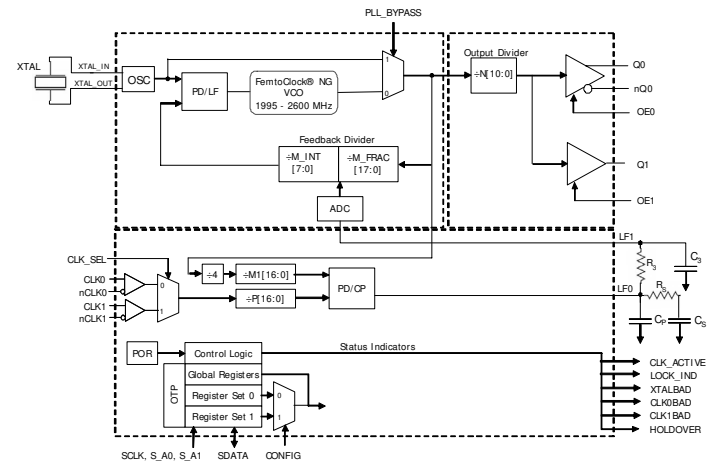 PLL_BYPASS
XTAL
XTAL_IN
XTAL_OUT
OSC
PD/LF
FemtoClock® NG
VCO
1995 - 2600 MHz
1
0
Output Divider
÷N[10:0]
Q0
nQ0
OE0
Q1
OE1
Feedback Divider
÷M_INT
[7:0]
÷M_FRAC
[17:0]
ADC
LF1
CLK_SEL
CLK0
nCLK0
CLK1
nCLK1
0
1
÷4
÷M1[16:0]
÷P[16:0]
PD/CP
LF0
R3
C3
RS
CP
CS
POR
Control Logic
Status Indicators
OTP
Global Registers
Register Set 0
Register Set 1
0
1
CLK_ACTIVE
LOCK_IND
XTALBAD
CLK0BAD
CLK1BAD
HOLDOVER
SCLK, S_A0, S_A1
SDATA
CONFIG